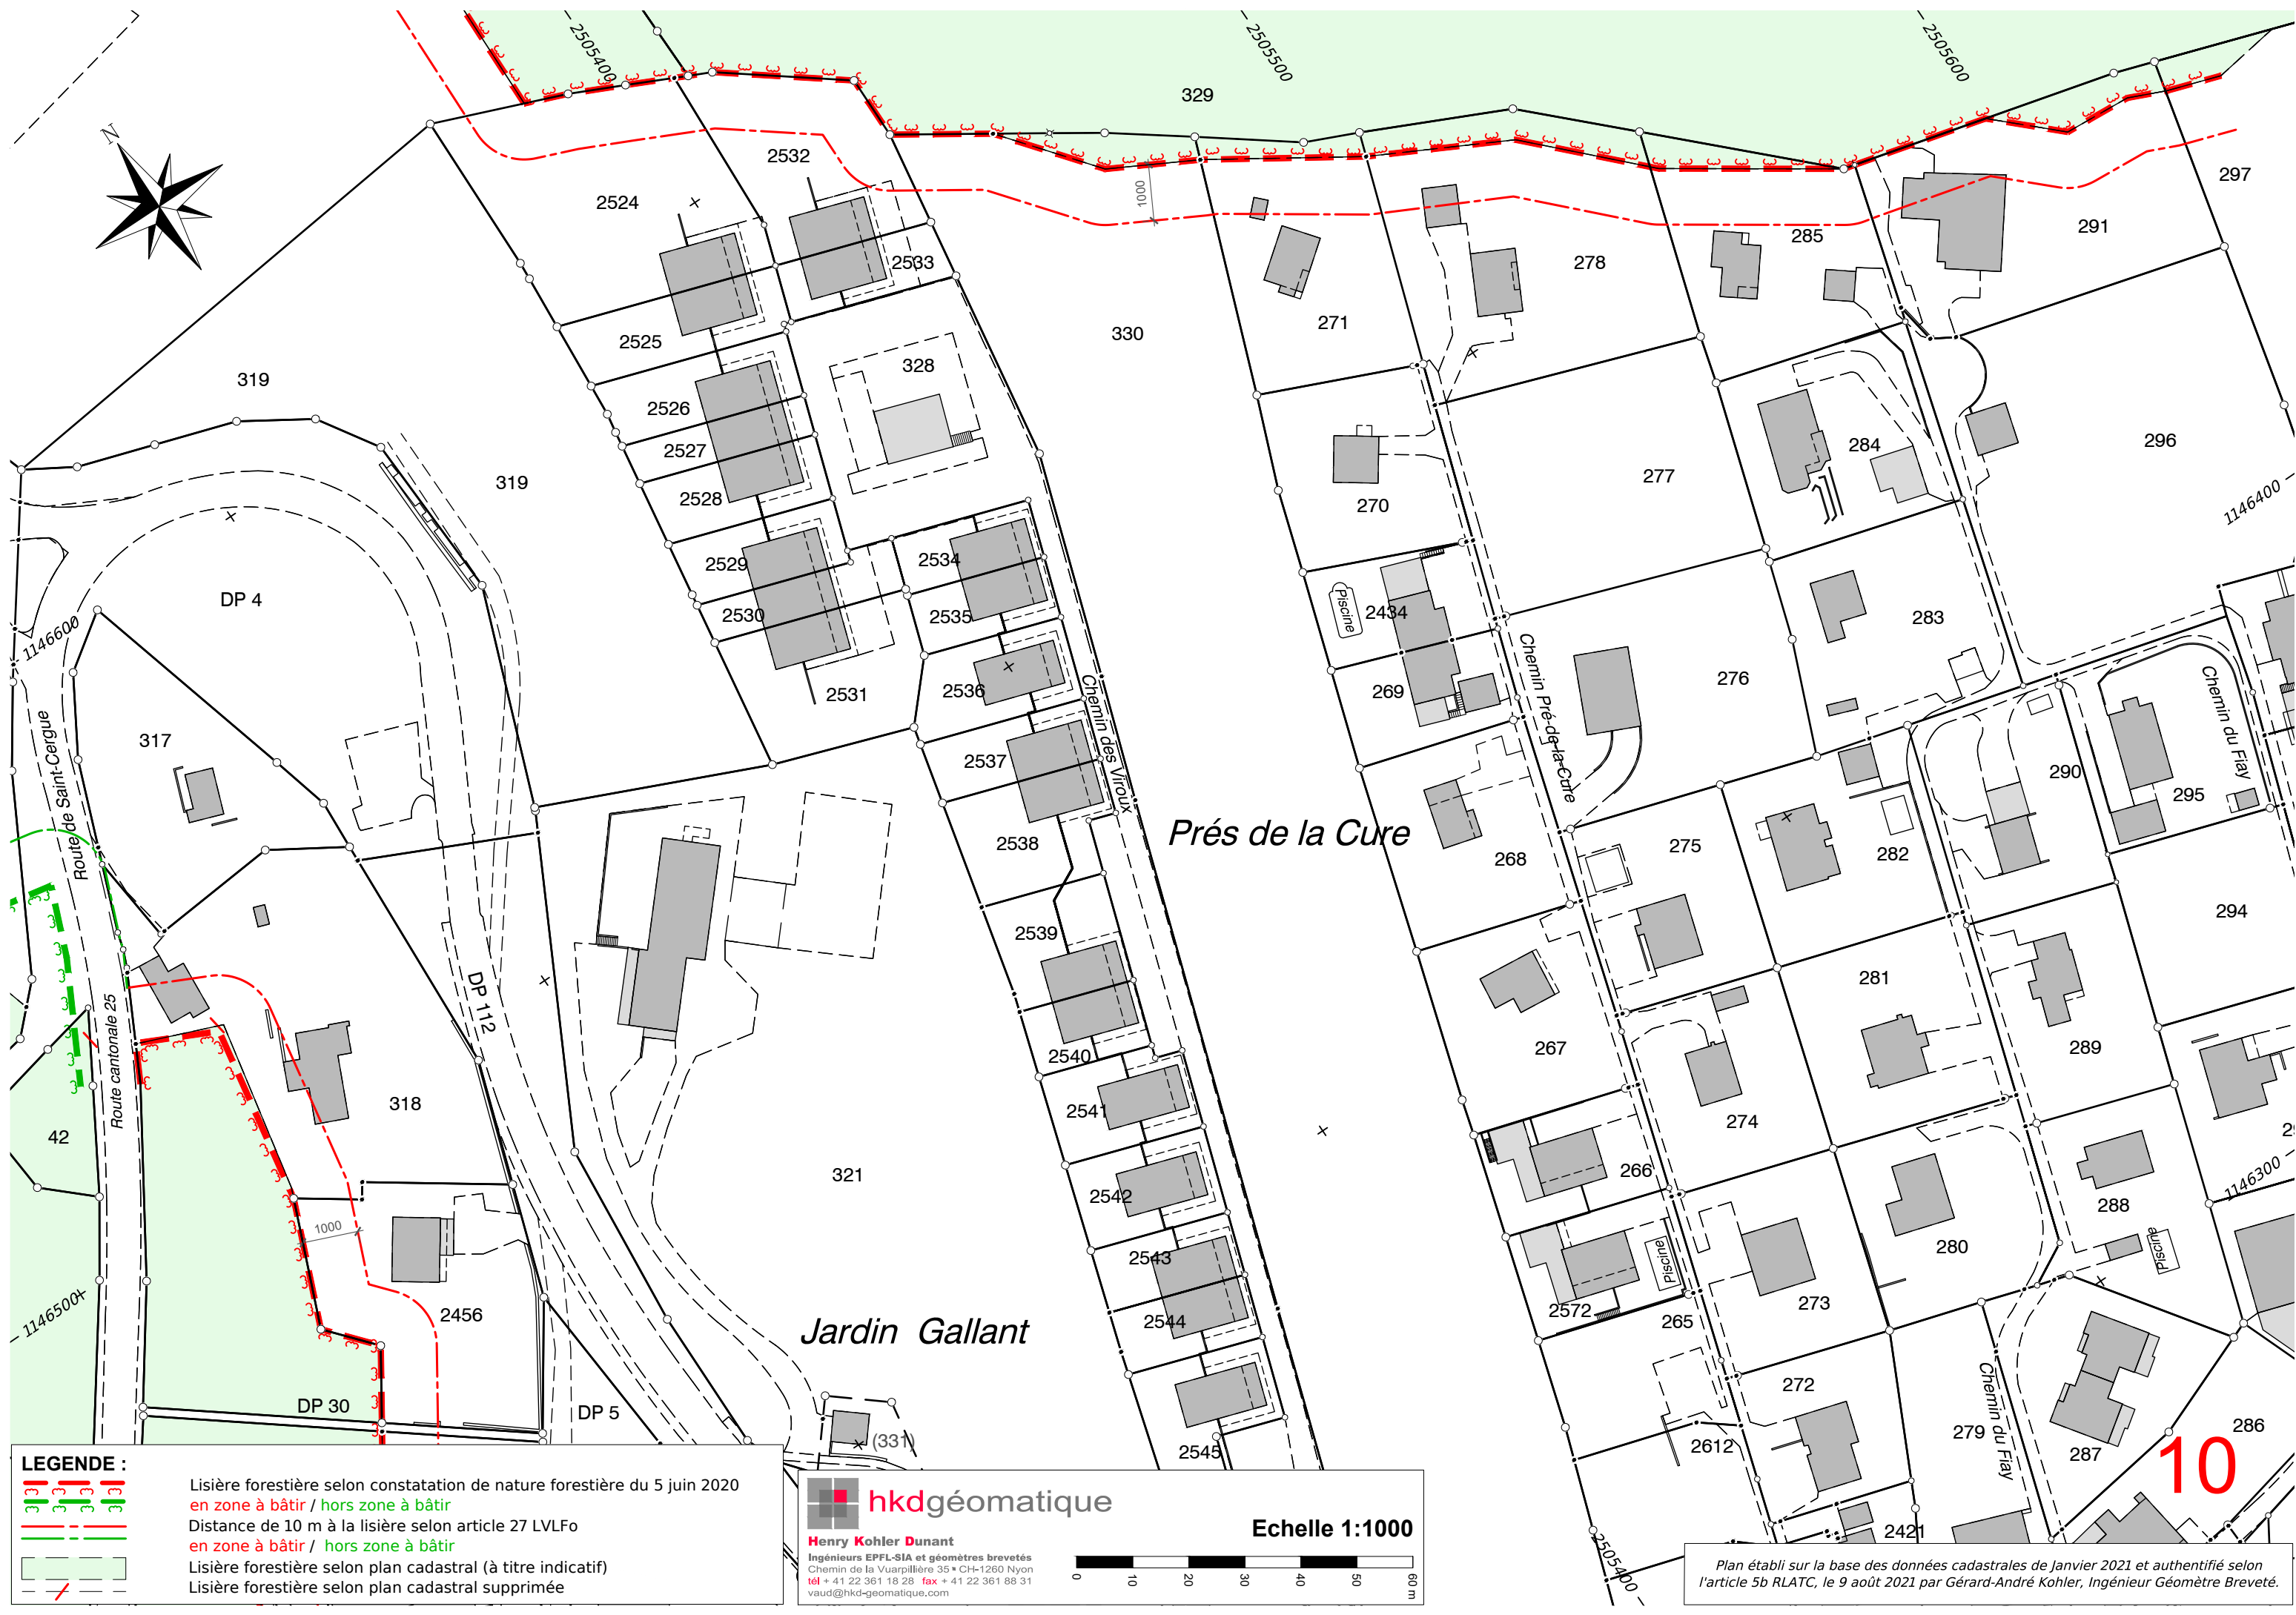 2505400
2505500
2505600
329
N
2532
297
2524
291
285
2533
278
271
330
2525
328
319
2526
296
2527
284
277
319
2528
270
1146400
2529
2534
DP 4
Piscine
2434
2530
2535
283
1146600
276
2531
2536
269
Chemin Pré-de-la-Cure
Chemin des Viroux
Chemin du Fiay
Route de Saint-Cergue
317
2537
290
295
Prés de la Cure
2538
268
275
282
294
2539
281
DP 112
Route cantonale 25
267
289
2540
318
2541
274
42
321
266
2542
1146300
288
2543
280
Piscine
Piscine
1000
1000
1146500
2456
2572
273
265
2544
Jardin Gallant
272
279
Chemin du Fiay
DP 30
DP 5
(331)
2545
2612
287
286
10
2421
2505400
LEGENDE :
Lisière forestière selon constatation de nature forestière du 5 juin 2020
en zone à bâtir / hors zone à bâtir
Distance de 10 m à la lisière selon article 27 LVLFo
en zone à bâtir / hors zone à bâtir
Lisière forestière selon plan cadastral (à titre indicatif)
Lisière forestière selon plan cadastral supprimée
hkdgéomatique
Henry Kohler Dunant
Ingénieurs EPFL-SIA et géomètres brevetés
Chemin de la Vuarpillière 35 • CH-1260 Nyon
tél + 41 22 361 18 28 fax + 41 22 361 88 31
vaud@hkd-geomatique.com
Echelle 1:1000
0 10 20 30 40 50 60 m
Plan établi sur la base des données cadastrales de Janvier 2021 et authentifié selon
l'article 5b RLATC, le 9 août 2021 par Gérard-André Kohler, Ingénieur Géomètre Breveté.